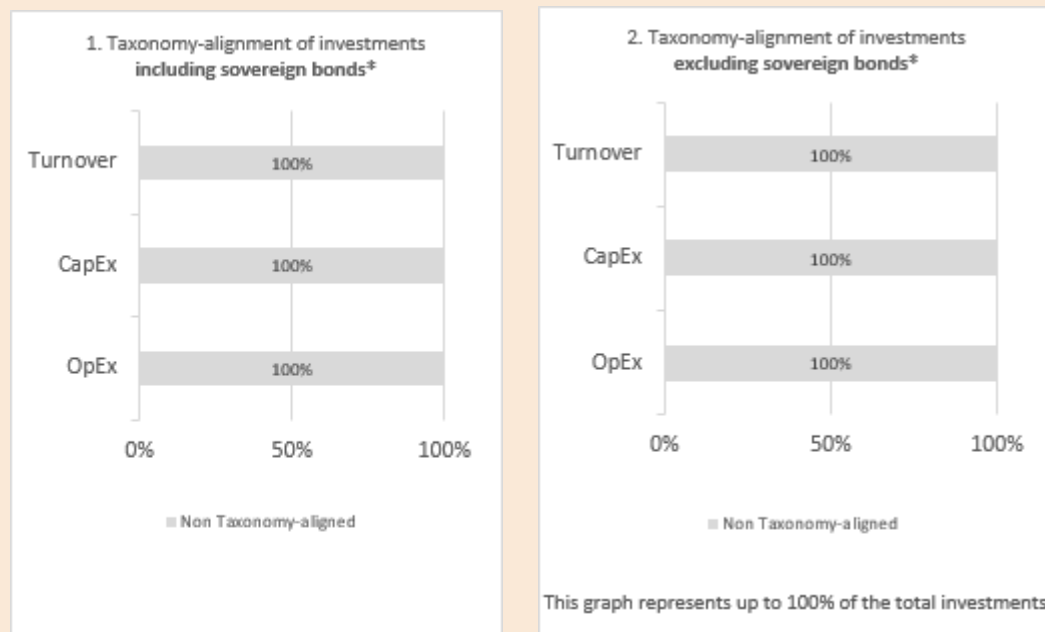 1. Taxonomy-alignment of investments
including sovereign bonds*
Turnover
100%
CapEx
100%
OpEx
100%
0% 50% 100%
Non Taxonomy-aligned
2. Taxonomy-alignment of investments
excluding sovereign bonds*
Turnover
100%
CapEx
100%
OpEx
100%
0% 50% 100%
Non Taxonomy-aligned
This graph represents up to 100% of the total investments